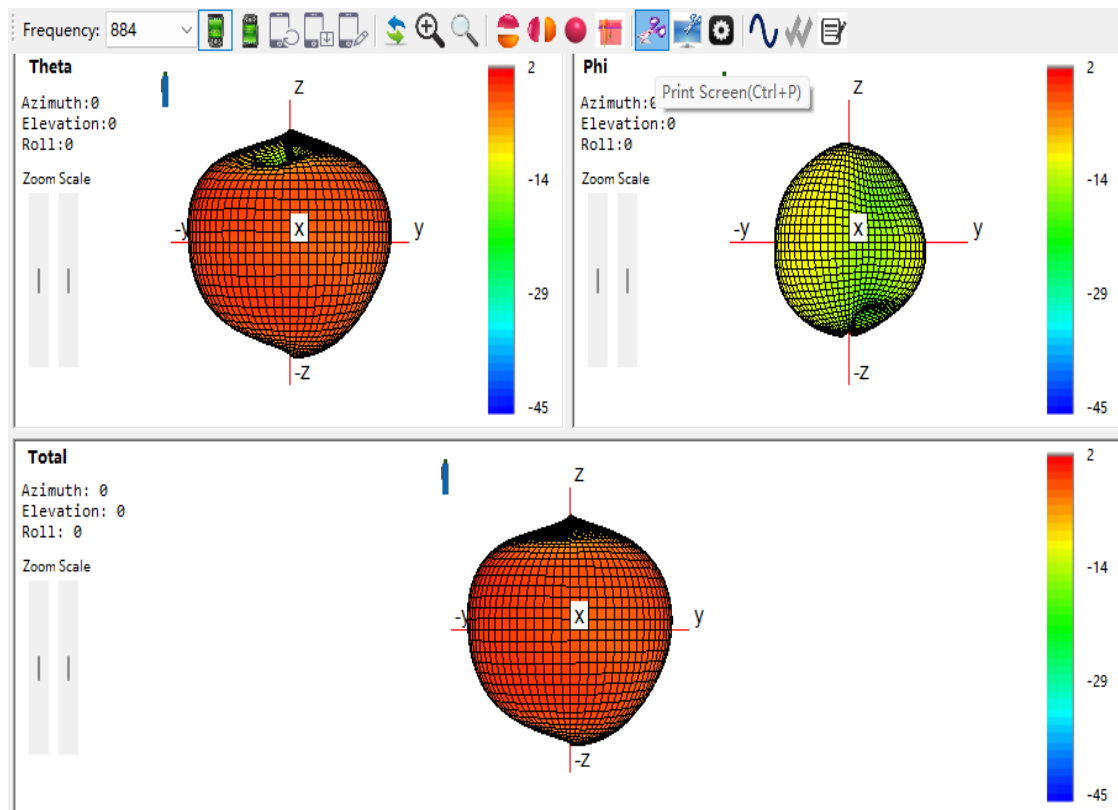 Frequency: 884
Theta
Azimuth:0
Elevation:0
Roll:0
Zoom Scale
z
-y
x
y
-z
2
-14
-29
-45
Phi
Print Screen(Ctrl+P)
Azimuth:0
Elevation:0
Roll:0
Zoom Scale
z
-y
x
y
-z
2
-14
-29
-45
Total
Azimuth: 0
Elevation: 0
Roll: 0
Zoom Scale
z
-y
x
y
-z
2
-14
-29
-45